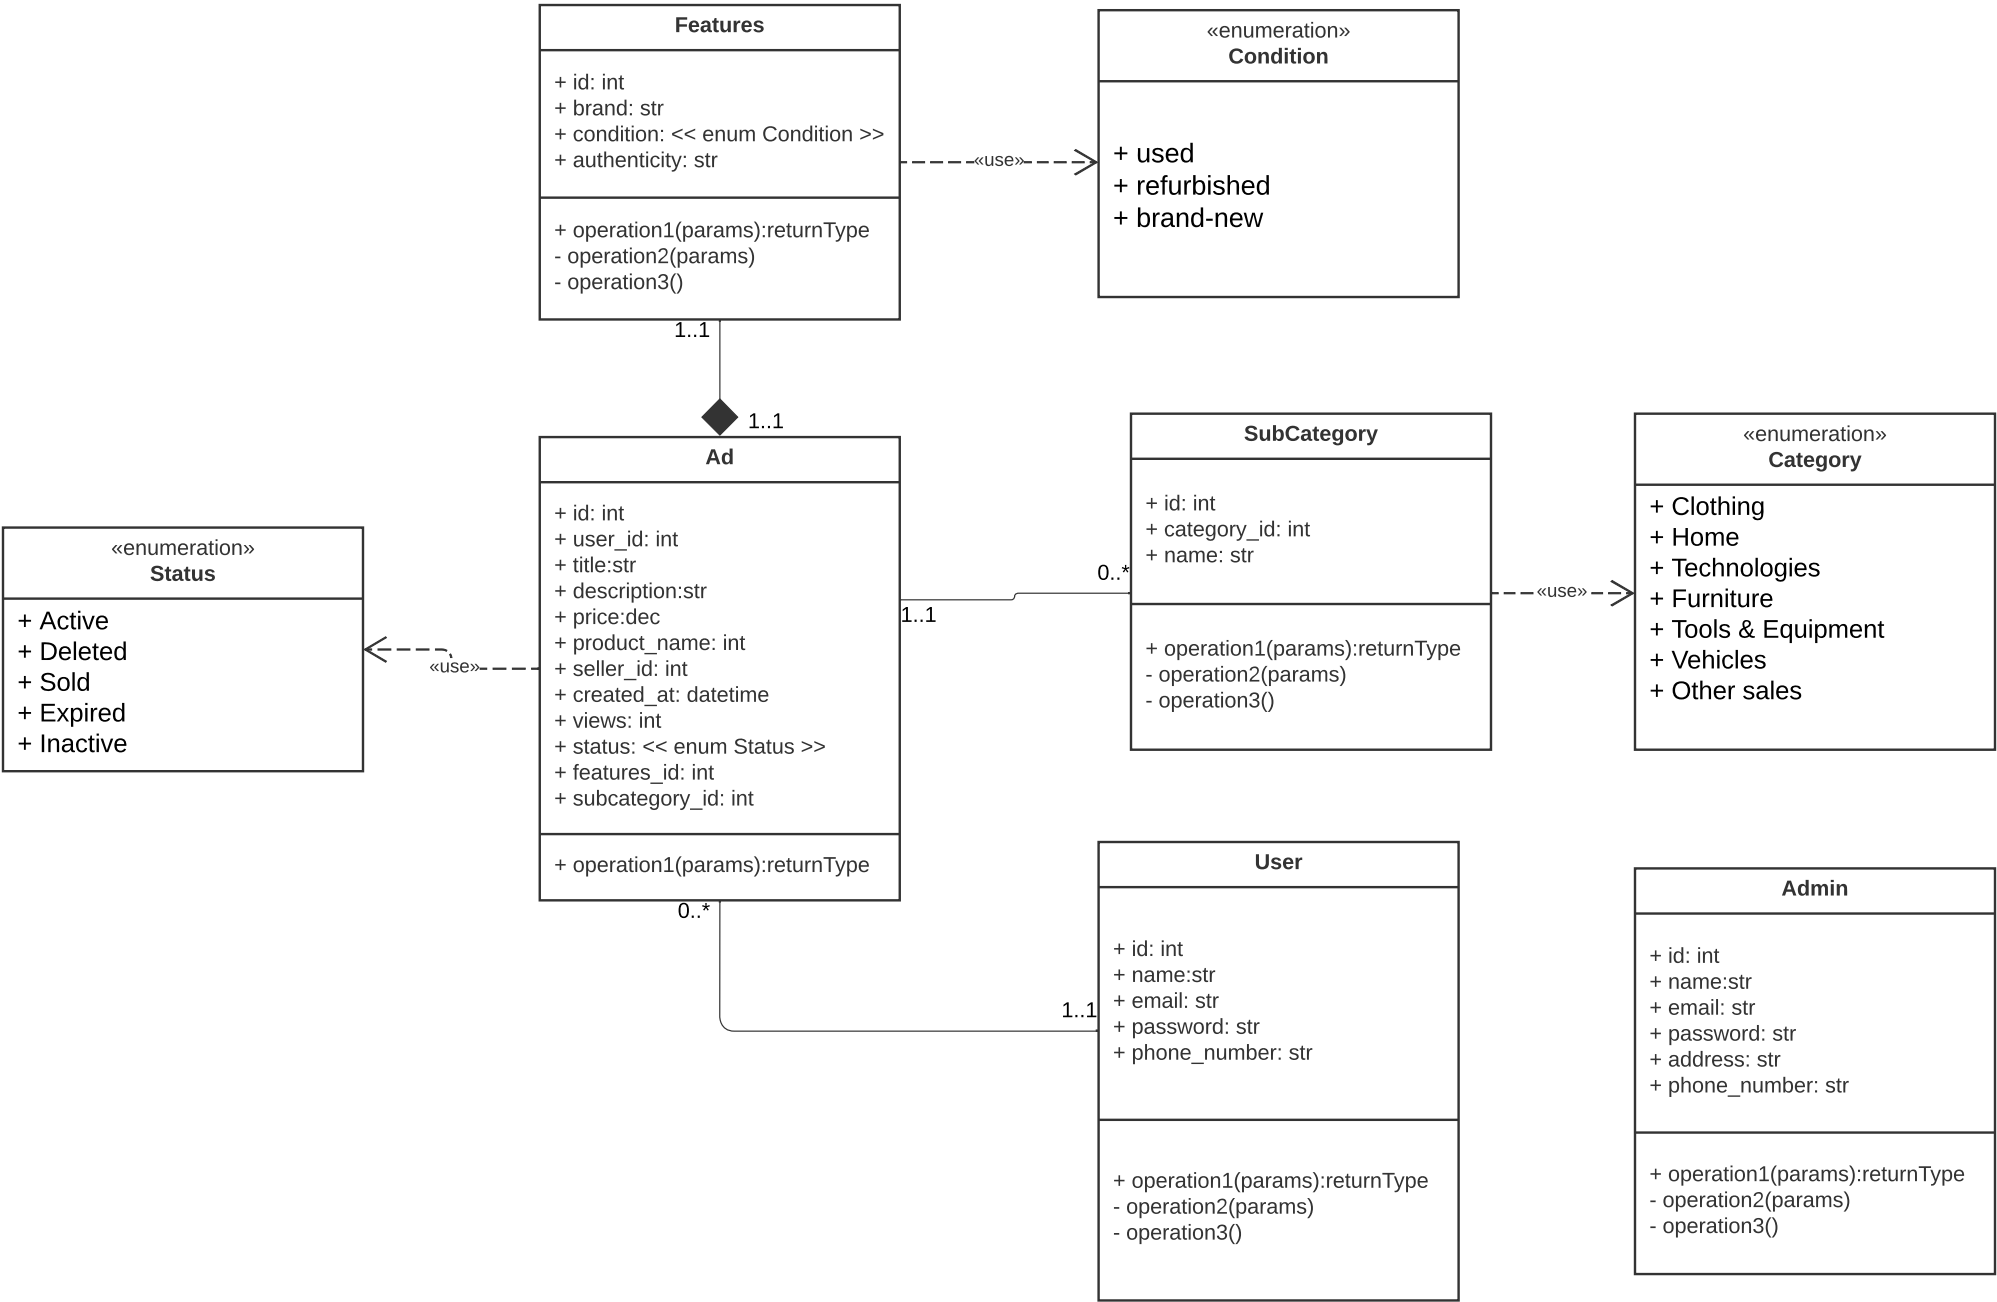 Features
+ id: int
+ brand: str
+ condition: << enum Condition >>
+ authenticity: str
+ operation1(params):returnType
- operation2(params)
- operation3()
«use»
«enumeration»
Condition
+ used
+ refurbished
+ brand-new
1..1
1..1
Ad
+ id: int
+ user_id: int
+ title:str
+ description:str
+ price:dec
+ product_name: int
+ seller_id: int
+ created_at: datetime
+ views: int
+ status: << enum Status >>
+ features_id: int
+ subcategory_id: int
+ operation1(params):returnType
«enumeration»
Status
+ Active
+ Deleted
+ Sold
+ Expired
+ Inactive
«use»
0..*
1..1
SubCategory
+ id: int
+ category_id: int
+ name: str
+ operation1(params):returnType
- operation2(params)
- operation3()
«use»
«enumeration»
Category
+ Clothing
+ Home
+ Technologies
+ Furniture
+ Tools & Equipment
+ Vehicles
+ Other sales
0..*
1..1
User
+ id: int
+ name:str
+ email: str
+ password: str
+ phone_number: str
+ operation1(params):returnType
- operation2(params)
- operation3()
Admin
+ id: int
+ name:str
+ email: str
+ password: str
+ address: str
+ phone_number: str
+ operation1(params):returnType
- operation2(params)
- operation3()